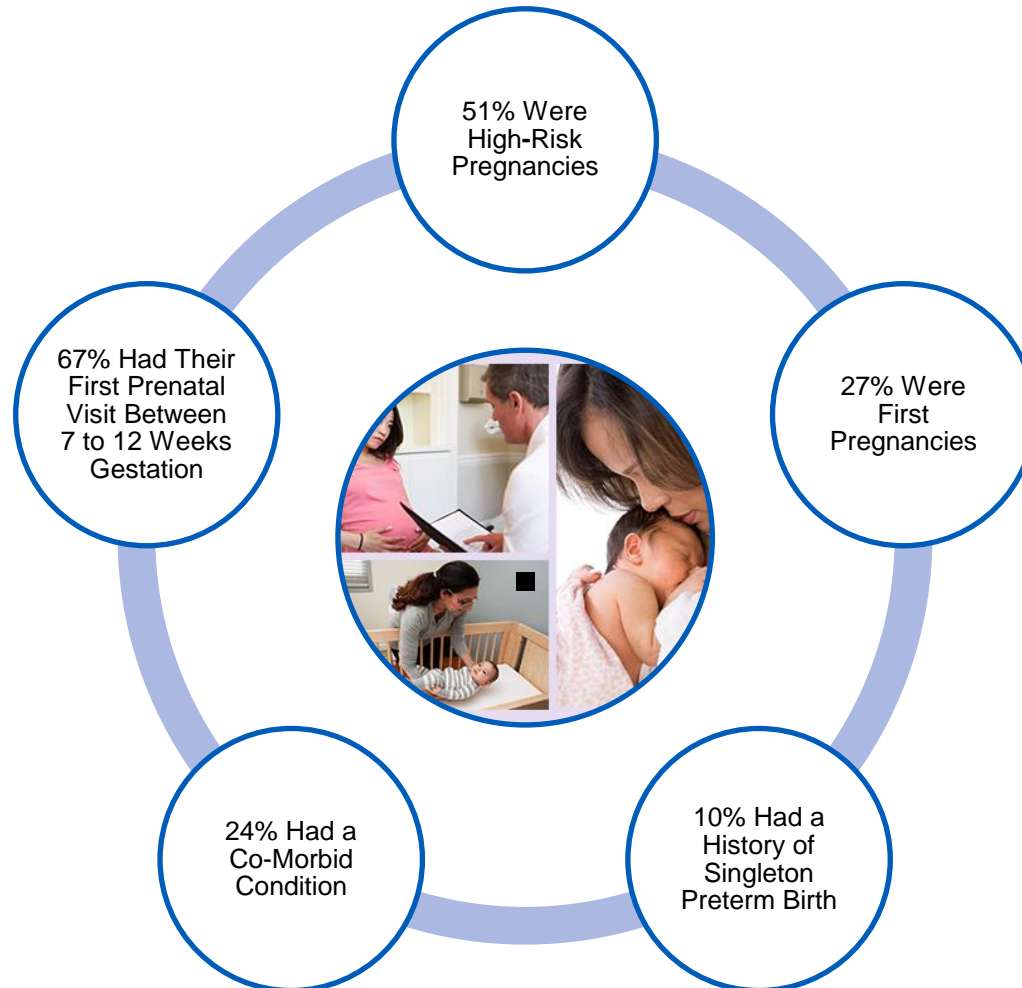 51% Were
High-Risk
Pregnancies
27% Were
First
Pregnancies
10% Had a
History of
Singleton
Preterm Birth
24% Had a
Co-Morbid
Condition
67% Had Their
First Prenatal
Visit Between
7 to 12 Weeks
Gestation